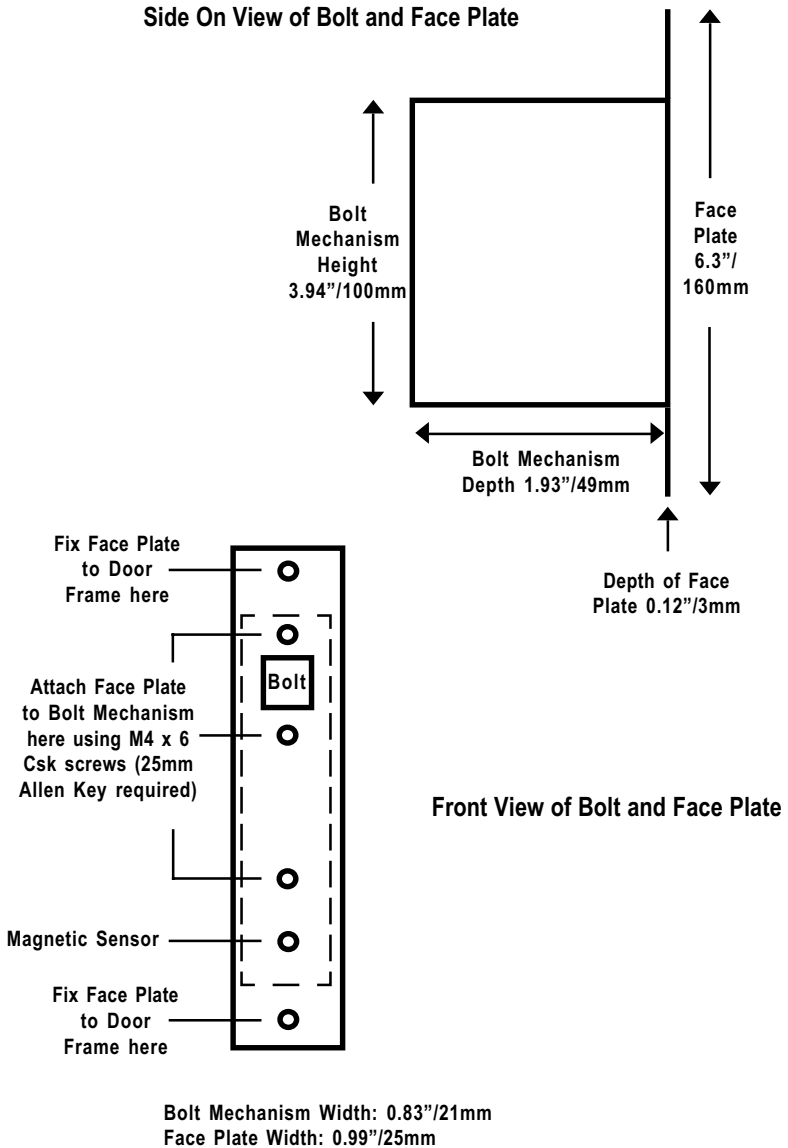 Side On View of Bolt and Face Plate
Bolt
Mechanism
Height
3.94”/100mm
Face
Plate
6.3”/
160mm
Bolt Mechanism
Depth 1.93”/49mm
Depth of Face
Plate 0.12”/3mm
Fix Face Plate
to Door
Frame here
Bolt
Attach Face Plate
to Bolt Mechanism
here using M4 x 6
Csk screws (25mm
Allen Key required)
Front View of Bolt and Face Plate
Magnetic Sensor
Fix Face Plate
to Door
Frame here
Bolt Mechanism Width: 0.83”/21mm
Face Plate Width: 0.99”/25mm